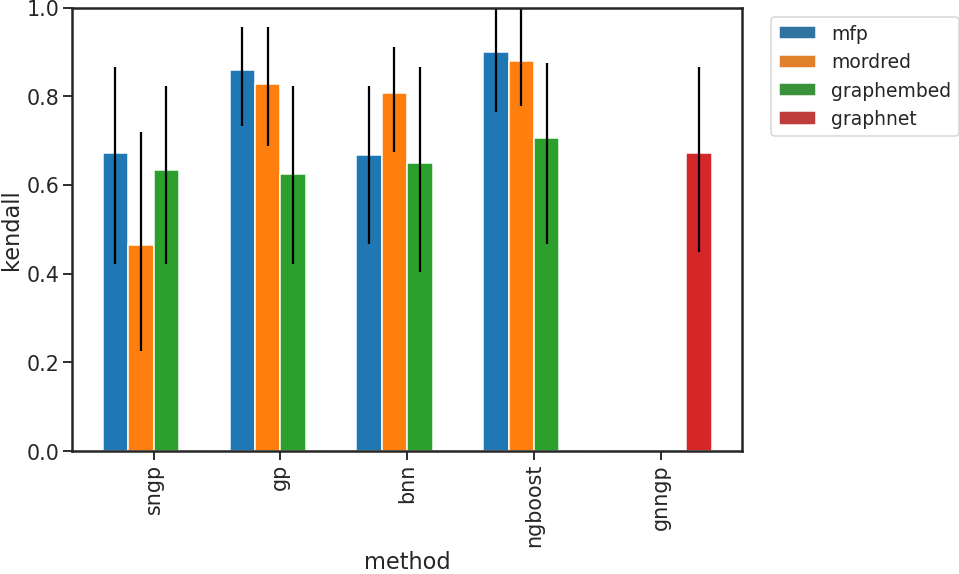 1.0
0.8
0.6
0.4
0.2
0.0
kendall
sngp
gp
bnn
ngboost
gnngp
method
mfp
mordred
graphembed
graphnet